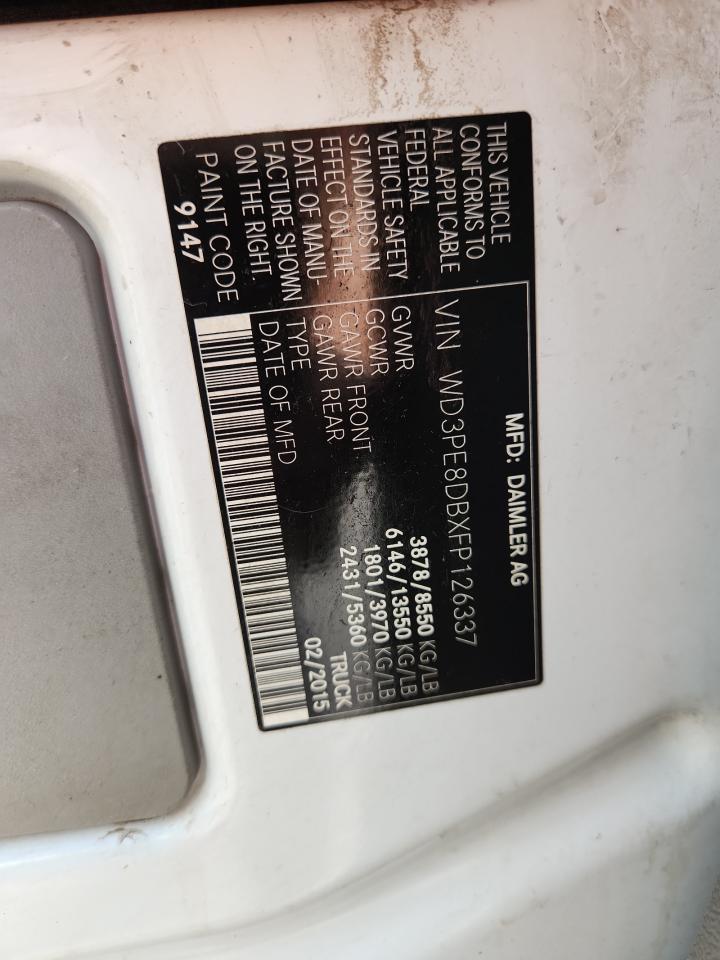 MFD: DAIMLER AG
THIS VEHICLE
CONFORMS TO
ALL APPLICABLE
FEDERAL
VEHICLE SAFETY
STANDARDS IN
EFFECT ON THE
DATE OF MANU-
FACTURE SHOWN
ON THE RIGHT.
PAINT CODE
9147
VIN WD3PE8DBXFP126337
GVWR 3878/8550 KG/LB
GCWR 6146/13550 KG/LB
GAWR FRONT 1801/3970 KG/LB
GAWR REAR 2431/5360 KG/LB
TYPE TRUCK
DATE OF MFD 02/2015